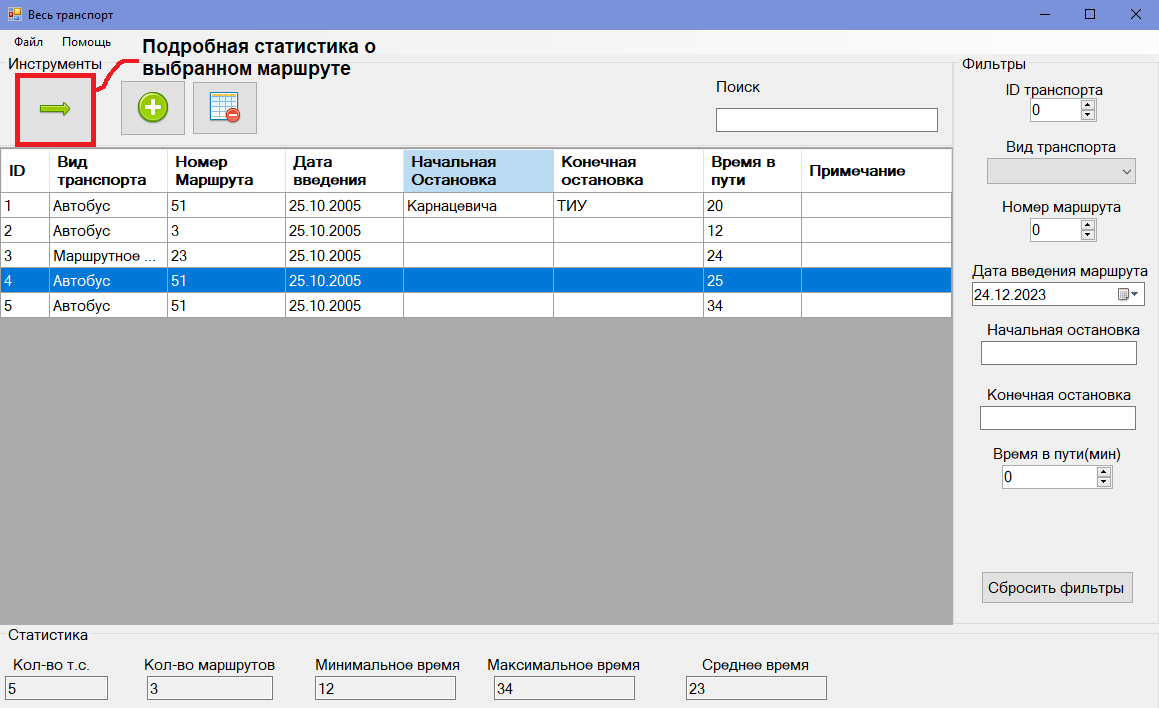 Весь транспорт
Файл Помощь
Подробная статистика о
выбранном маршруте
Инструменты
Поиск
ID
Вид
транспорта
Номер
Маршрута
Дата
введения
Начальная
Остановка
Конечная
остановка
Время в
пути
Примечание
1 Автобус 51 25.10.2005 Карнацевича ТИУ 20
2 Автобус 3 25.10.2005 12
3 Маршрутное ... 23 25.10.2005 24
4 Автобус 51 25.10.2005 25
5 Автобус 51 25.10.2005 34
Фильтры
ID транспорта
0
Вид транспорта
Номер маршрута
0
Дата введения маршрута
24.12.2023
Начальная остановка
Конечная остановка
Время в пути(мин)
0
Сбросить фильтры
Статистика
Кол-во т.с. Кол-во маршрутов Минимальное время Максимальное время Среднее время
5 3 12 34 23